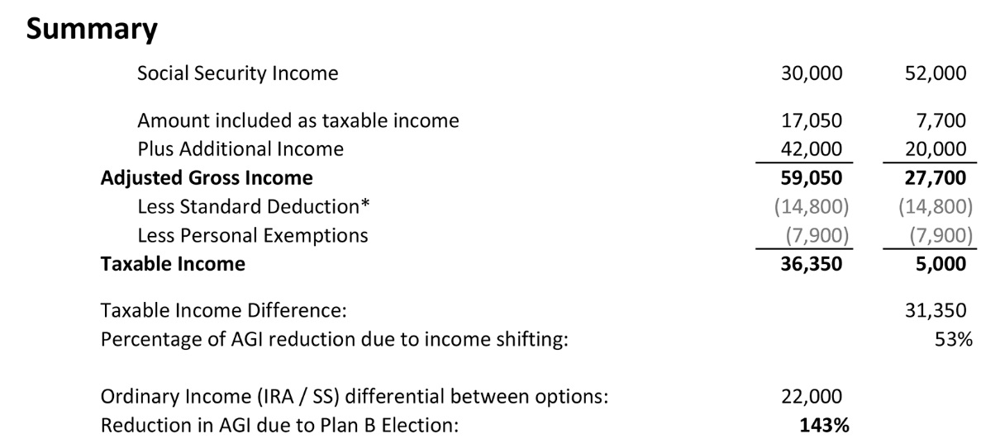 Summary
Social Security Income 30,000 52,000
Amount included as taxable income 17,050 7,700
Plus Additional Income 42,000 20,000
Adjusted Gross Income 59,050 27,700
Less Standard Deduction* (14,800) (14,800)
Less Personal Exemptions (7,900) (7,900)
Taxable Income 36,350 5,000
Taxable Income Difference: 31,350
Percentage of AGI reduction due to income shifting: 53%
Ordinary Income (IRA / SS) differential between options: 22,000
Reduction in AGI due to Plan B Election: 143%